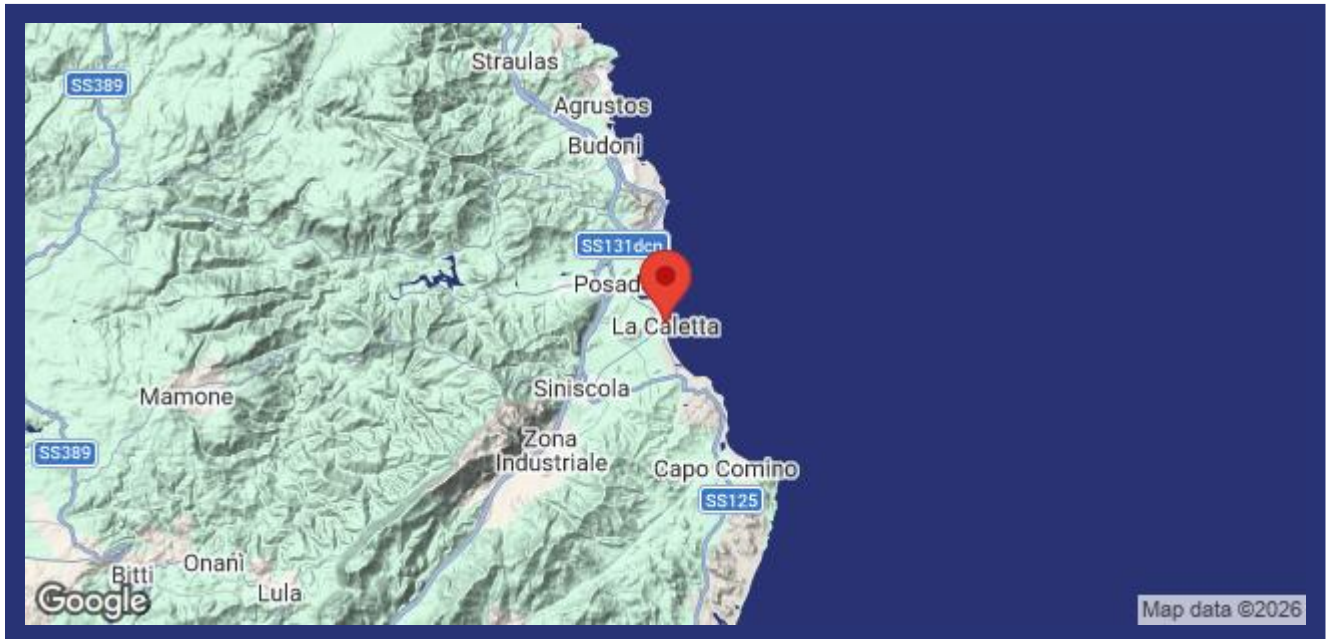 Straulas
SS389
Agrustos
Budoni
SS131dcn
Posad
La Caletta
Siniscola
Mamone
Zona
Industriale
SS389
Capo Comino
SS125
Onanì
Bitti
Lula
Google
Map data ©2026